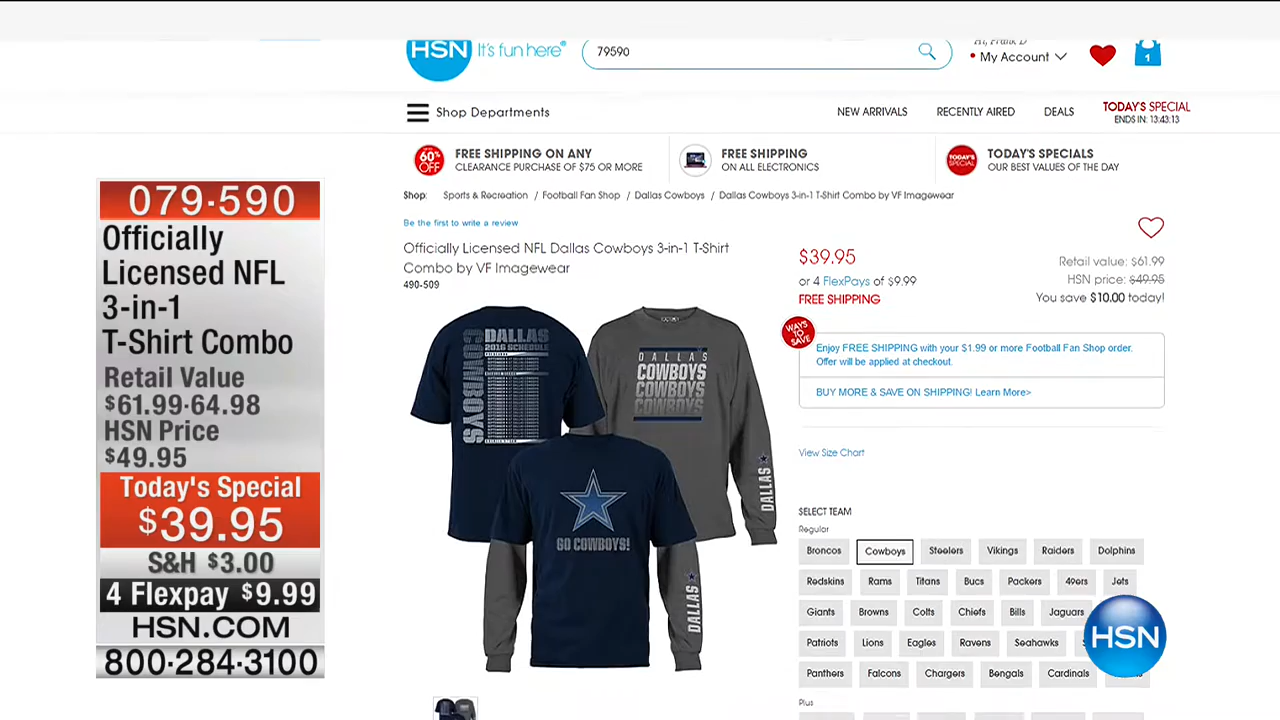 HSN It's fun here®
79590
Hi, Frank D
My Account
1
Shop Departments
NEW ARRIVALS
RECENTLY AIRED
DEALS
TODAY'S SPECIAL
ENDS IN: 13:43:13
60% OFF
FREE SHIPPING ON ANY
CLEARANCE PURCHASE OF $75 OR MORE
FREE SHIPPING
ON ALL ELECTRONICS
TODAY'S SPECIAL
TODAY'S SPECIALS
OUR BEST VALUES OF THE DAY
Shop: Sports & Recreation / Football Fan Shop / Dallas Cowboys / Dallas Cowboys 3-in-1 T-Shirt Combo by VF Imagewear
079-590
Officially
Licensed NFL
3-in-1
T-Shirt Combo
Retail Value
$61.99-64.98
HSN Price
$49.95
Today's Special
$39.95
S&H $3.00
4 Flexpay $9.99
HSN.COM
800-284-3100
Be the first to write a review
Officially Licensed NFL Dallas Cowboys 3-in-1 T-Shirt
Combo by VF Imagewear
490-509
DALLAS
2016 SCHEDULE
COWBOYS
DALLAS
COWBOYS
COWBOYS
COWBOYS
DALLAS
GO COWBOYS!
DALLAS
$39.95
or 4 FlexPays of $9.99
FREE SHIPPING
Retail value: $61.99
HSN price: $49.95
You save $10.00 today!
WAYS TO SAVE
Enjoy FREE SHIPPING with your $1.99 or more Football Fan Shop order.
Offer will be applied at checkout.
BUY MORE & SAVE ON SHIPPING! Learn More>
View Size Chart
SELECT TEAM
Regular
Broncos Cowboys Steelers Vikings Raiders Dolphins
Redskins Rams Titans Bucs Packers 49ers Jets
Giants Browns Colts Chiefs Bills Jaguars
Patriots Lions Eagles Ravens Seahawks
Panthers Falcons Chargers Bengals Cardinals
Plus
HSN